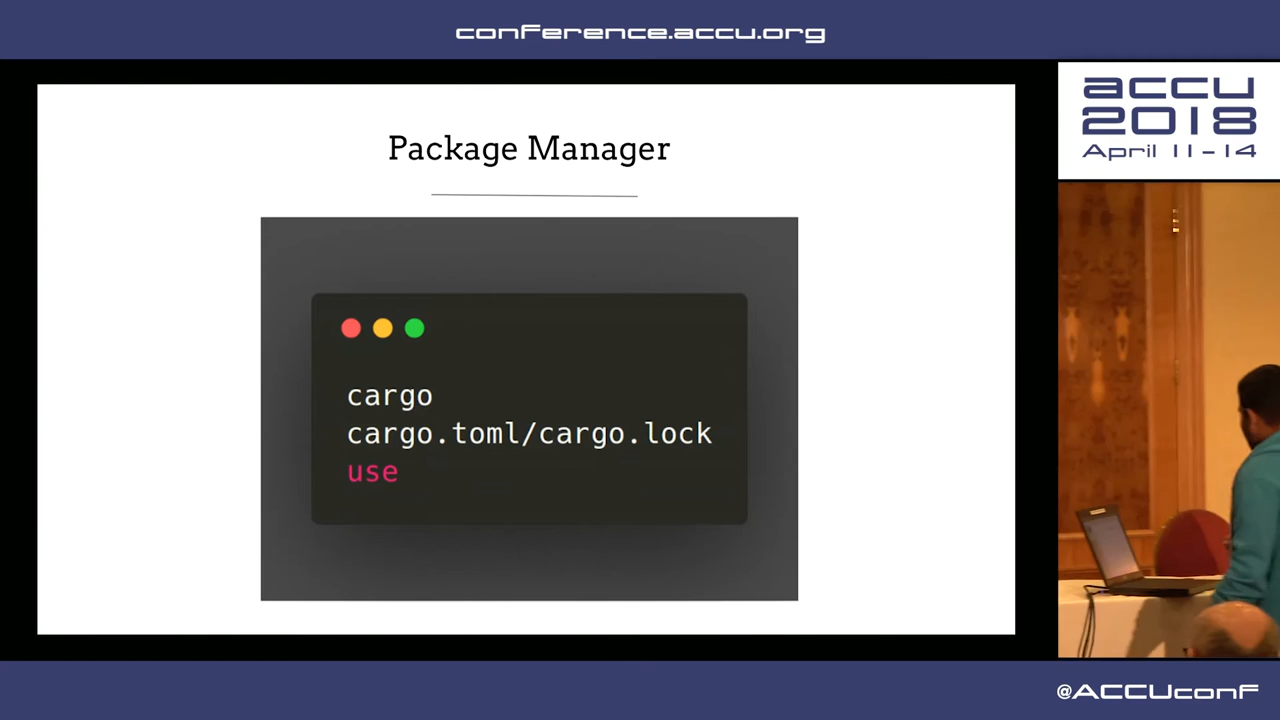 conference.accu.org
accu
2018
April 11-14
Package Manager
cargo
cargo.toml/cargo.lock
use
@ACCUconf